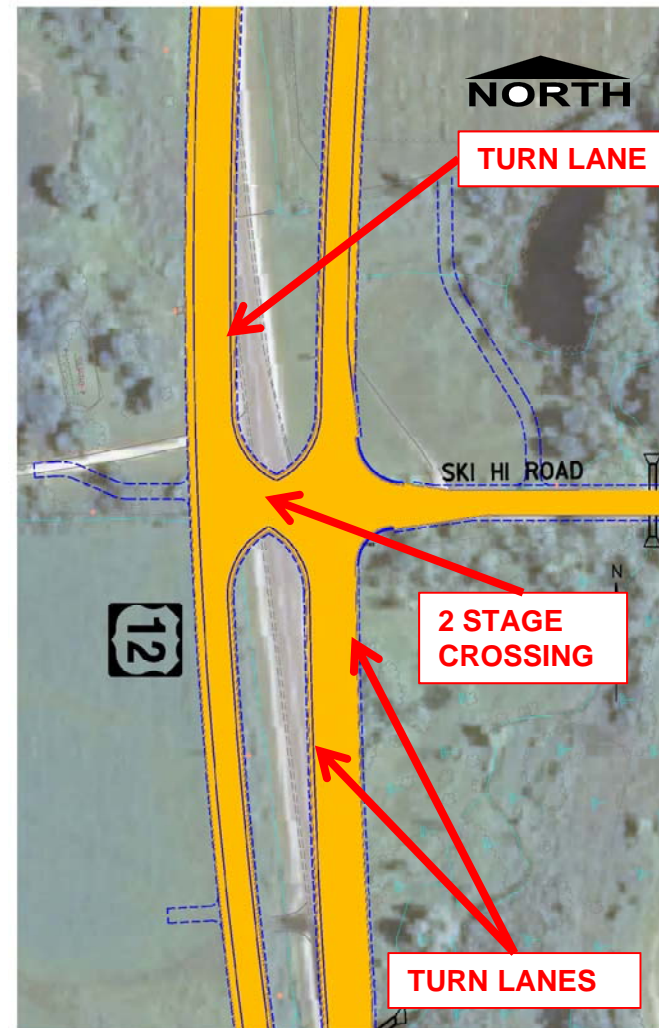 NORTH
TURN LANE
SKI HI ROAD
N
2 STAGE
CROSSING
12
TURN LANES